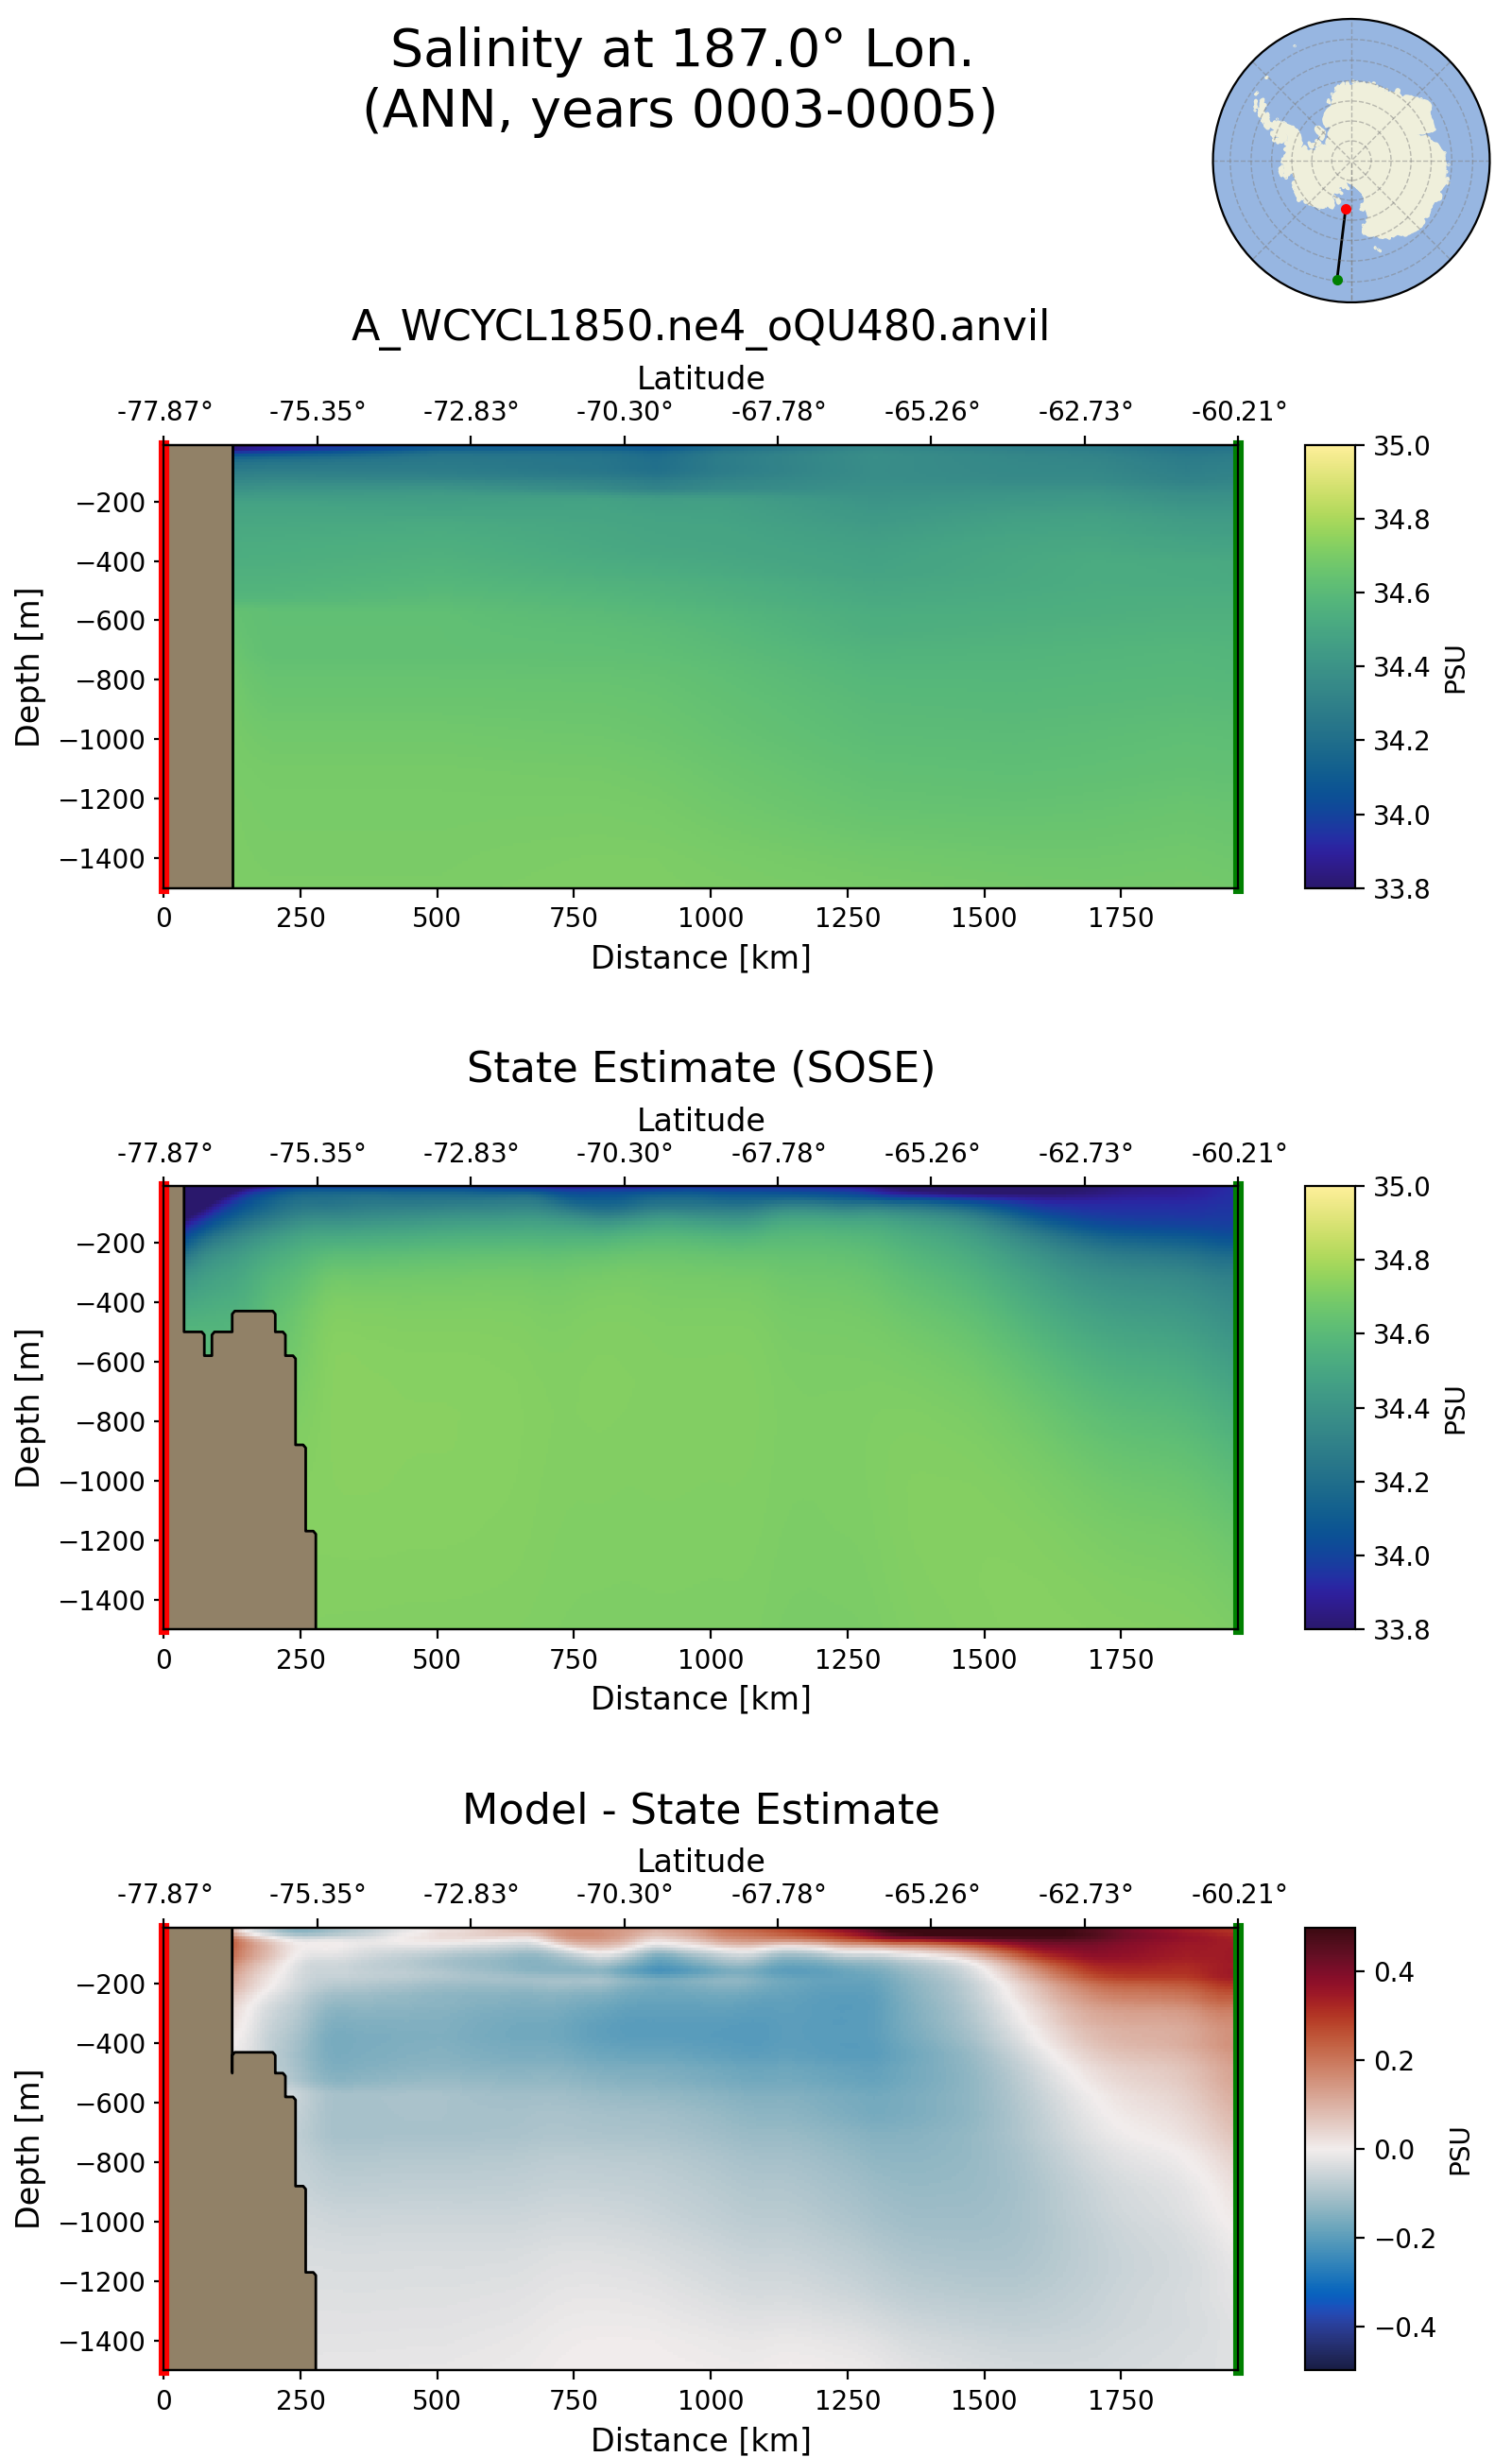 Salinity at 187.0° Lon.
(ANN, years 0003-0005)
A_WCYCL1850.ne4_oQU480.anvil
Latitude
-77.87° -75.35° -72.83° -70.30° -67.78° -65.26° -62.73° -60.21°
Depth [m]
−200
−400
−600
−800
−1000
−1200
−1400
0 250 500 750 1000 1250 1500 1750
Distance [km]
35.0
34.8
34.6
34.4
34.2
34.0
33.8
PSU
State Estimate (SOSE)
Latitude
-77.87° -75.35° -72.83° -70.30° -67.78° -65.26° -62.73° -60.21°
Depth [m]
−200
−400
−600
−800
−1000
−1200
−1400
0 250 500 750 1000 1250 1500 1750
Distance [km]
35.0
34.8
34.6
34.4
34.2
34.0
33.8
PSU
Model - State Estimate
Latitude
-77.87° -75.35° -72.83° -70.30° -67.78° -65.26° -62.73° -60.21°
Depth [m]
−200
−400
−600
−800
−1000
−1200
−1400
0 250 500 750 1000 1250 1500 1750
Distance [km]
0.4
0.2
0.0
−0.2
−0.4
PSU